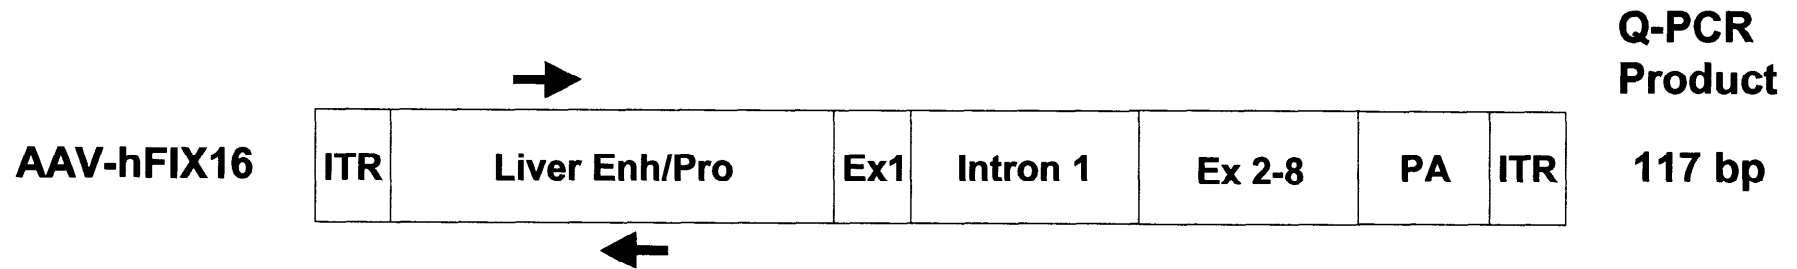 Q-PCR
Product
AAV-hFIX16 ITR Liver Enh/Pro Ex1 Intron 1 Ex 2-8 PA ITR 117 bp